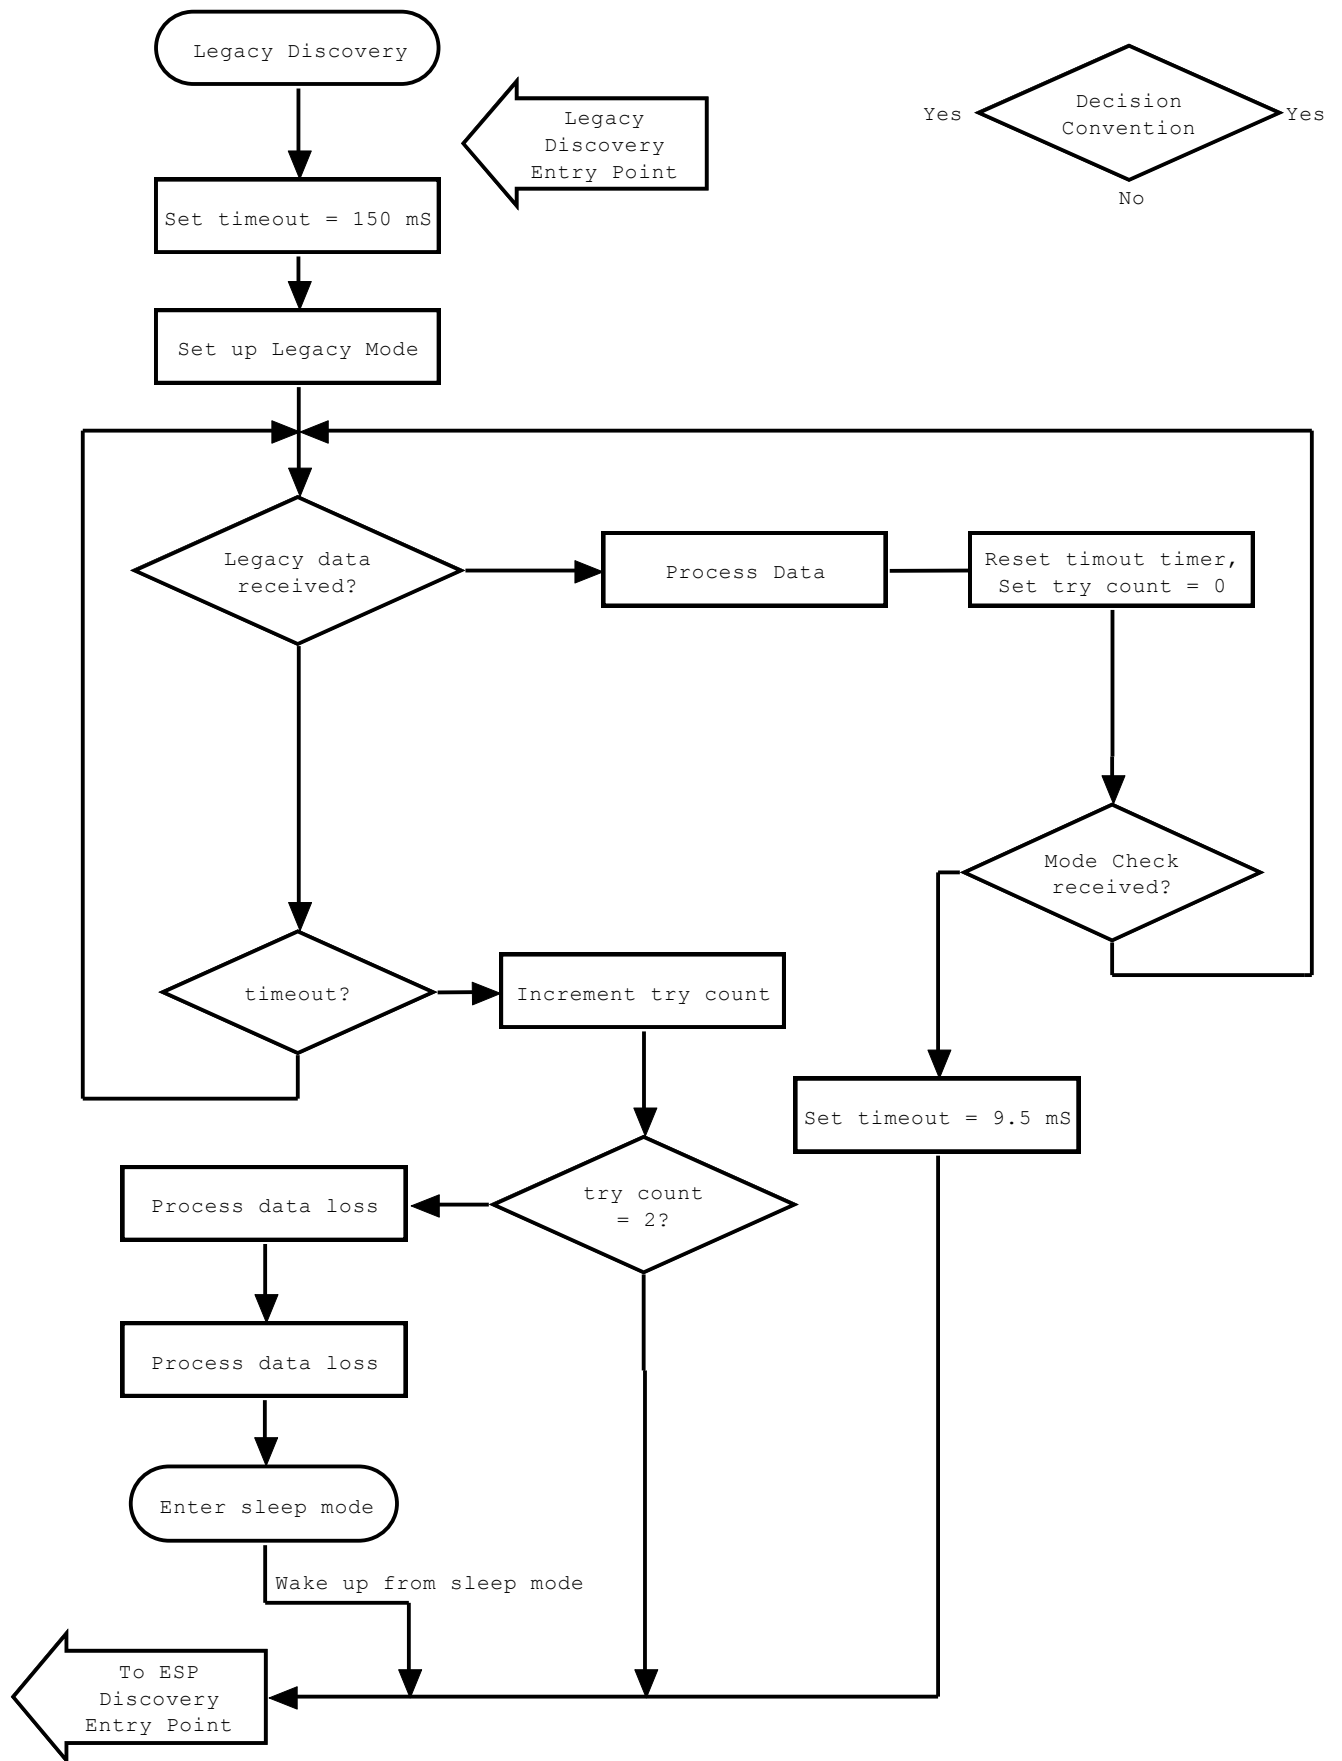 Legacy Discovery
Legacy
Discovery
Entry Point
Yes
Decision
Convention
Yes
No
Set timeout = 150 mS
Set up Legacy Mode
Legacy data
received?
Process Data
Reset timout timer,
Set try count = 0
Mode Check
received?
timeout?
Increment try count
Set timeout = 9.5 mS
try count
= 2?
Process data loss
Process data loss
Enter sleep mode
Wake up from sleep mode
To ESP
Discovery
Entry Point